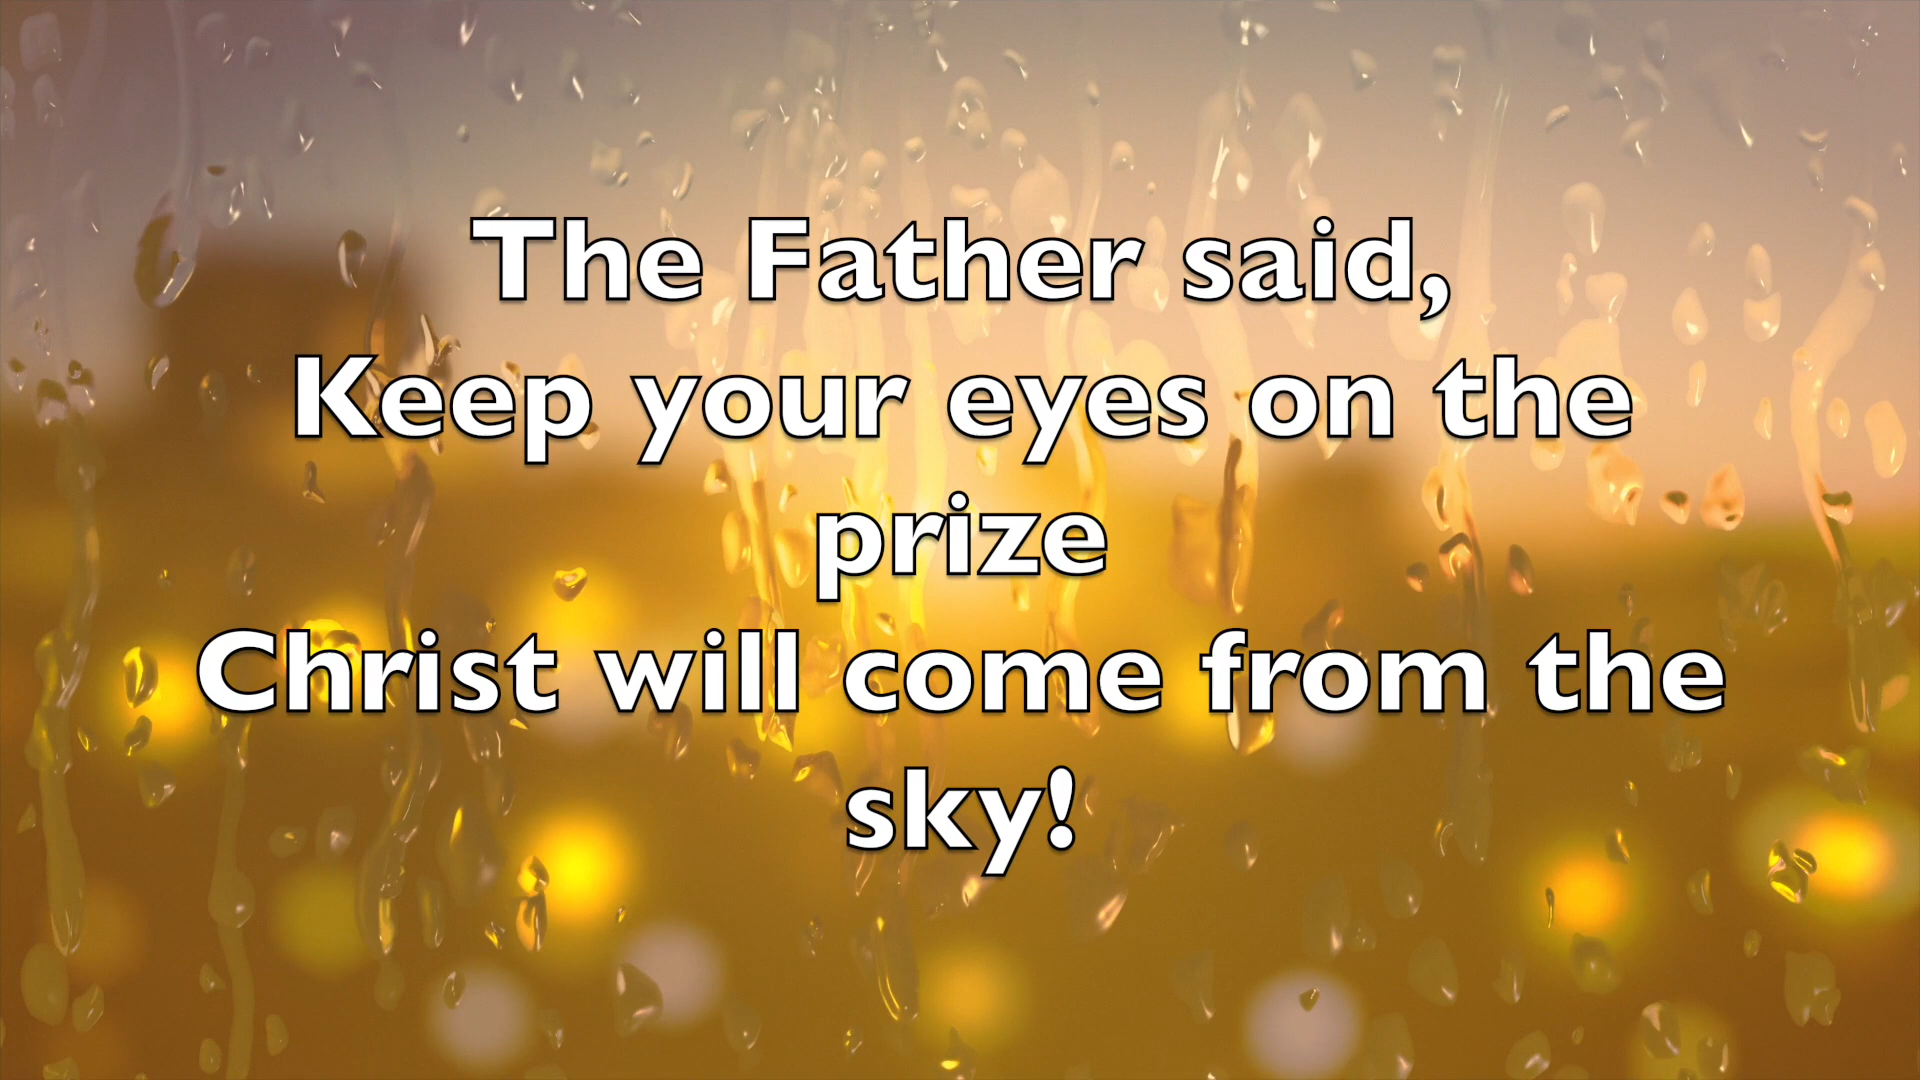 The Father said,
Keep your eyes on the
prize
Christ will come from the
sky!